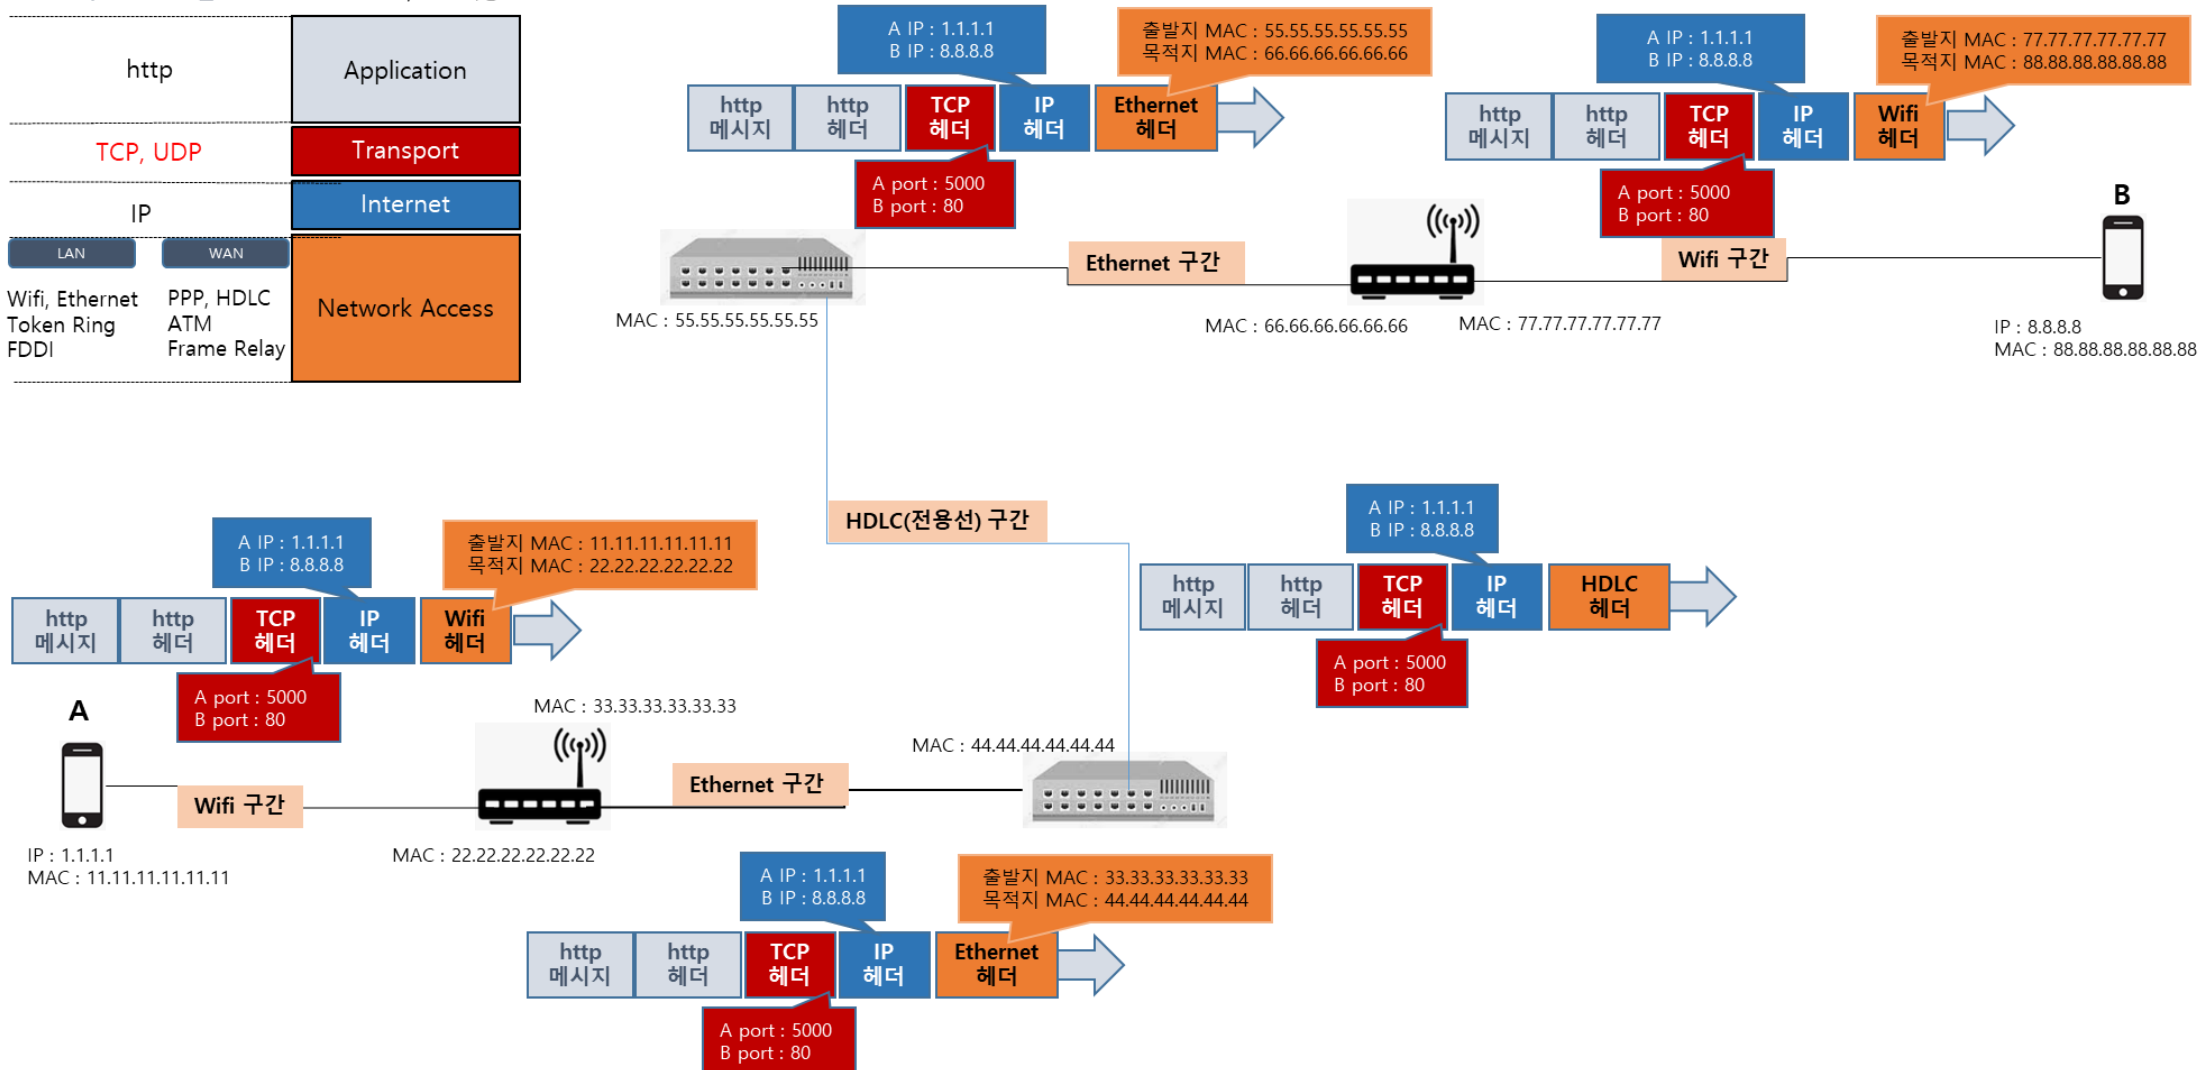 http
Application
TCP, UDP
Transport
IP
Internet
LAN
WAN
Wifi, Ethernet
Token Ring
FDDI
PPP, HDLC
ATM
Frame Relay
Network Access
A IP : 1.1.1.1
B IP : 8.8.8.8
출발지 MAC : 55.55.55.55.55.55
목적지 MAC : 66.66.66.66.66.66
http
메시지
http
헤더
TCP
헤더
IP
헤더
Ethernet
헤더
A port : 5000
B port : 80
A IP : 1.1.1.1
B IP : 8.8.8.8
출발지 MAC : 77.77.77.77.77.77
목적지 MAC : 88.88.88.88.88.88
http
메시지
http
헤더
TCP
헤더
IP
헤더
Wifi
헤더
A port : 5000
B port : 80
B
Ethernet 구간
Wifi 구간
MAC : 55.55.55.55.55.55
MAC : 66.66.66.66.66.66
MAC : 77.77.77.77.77.77
IP : 8.8.8.8
MAC : 88.88.88.88.88.88
HDLC(전용선) 구간
A IP : 1.1.1.1
B IP : 8.8.8.8
http
메시지
http
헤더
TCP
헤더
IP
헤더
HDLC
헤더
A port : 5000
B port : 80
A IP : 1.1.1.1
B IP : 8.8.8.8
출발지 MAC : 11.11.11.11.11.11
목적지 MAC : 22.22.22.22.22.22
http
메시지
http
헤더
TCP
헤더
IP
헤더
Wifi
헤더
A port : 5000
B port : 80
A
MAC : 33.33.33.33.33.33
MAC : 44.44.44.44.44.44
Wifi 구간
Ethernet 구간
IP : 1.1.1.1
MAC : 11.11.11.11.11.11
MAC : 22.22.22.22.22.22
A IP : 1.1.1.1
B IP : 8.8.8.8
출발지 MAC : 33.33.33.33.33.33
목적지 MAC : 44.44.44.44.44.44
http
메시지
http
헤더
TCP
헤더
IP
헤더
Ethernet
헤더
A port : 5000
B port : 80